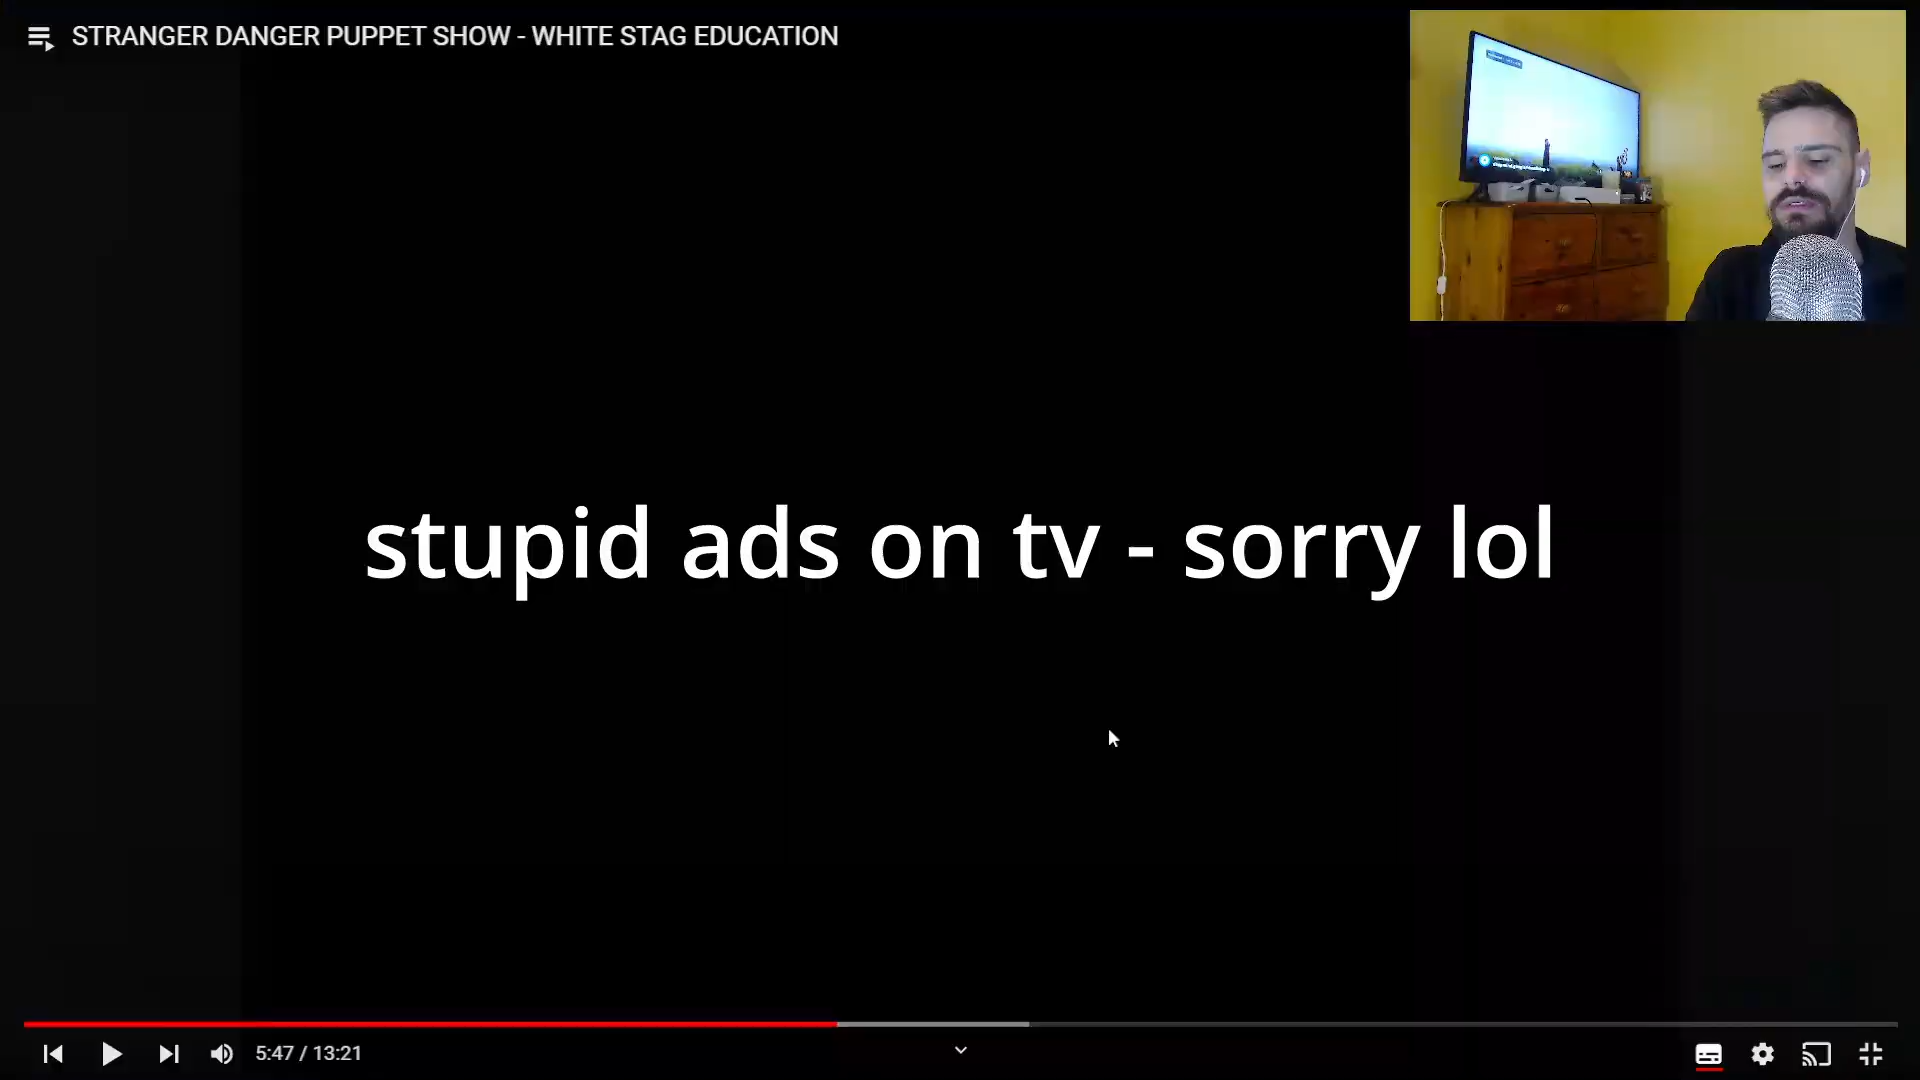 STRANGER DANGER PUPPET SHOW - WHITE STAG EDUCATION
stupid ads on tv - sorry lol
5:47 / 13:21